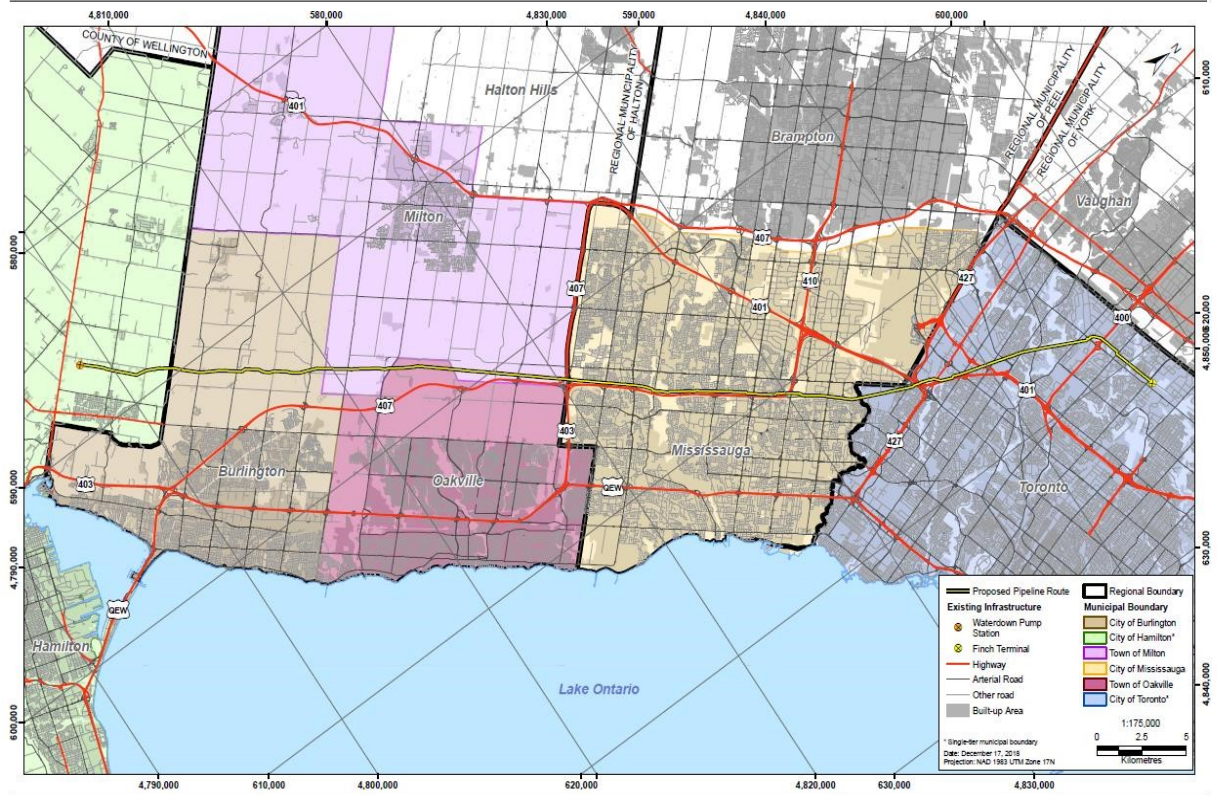 4,810,000
580,000
4,830,000
590,000
4,840,000
600,000
COUNTY OF WELLINGTON
Halton Hills
REGIONAL MUNICIPALITY
OF HALTON
REGIONAL MUNICIPALITY
OF PEEL
REGIONAL MUNICIPALITY
OF YORK
N
610,000
401
Brampton
Vaughan
Milton
407
580,000
407
401
410
427
400
620,000
4,850,000
407
401
403
427
Burlington
Oakville
Mississauga
Toronto
403
QEW
590,000
4,790,000
630,000
QEW
Hamilton
Lake Ontario
600,000
4,840,000
Proposed Pipeline Route
Existing Infrastructure
Waterdown Pump
Station
Finch Terminal
Highway
Arterial Road
Other road
Built-up Area
Regional Boundary
Municipal Boundary
City of Burlington
City of Hamilton*
Town of Milton
City of Mississauga
Town of Oakville
City of Toronto*
1:175,000
0 2.5 5
Kilometres
* Single-tier municipal boundary
Date: December 17, 2018
Projection: NAD 1983 UTM Zone 17N
4,790,000
610,000
4,800,000
620,000
4,820,000
630,000
4,830,000